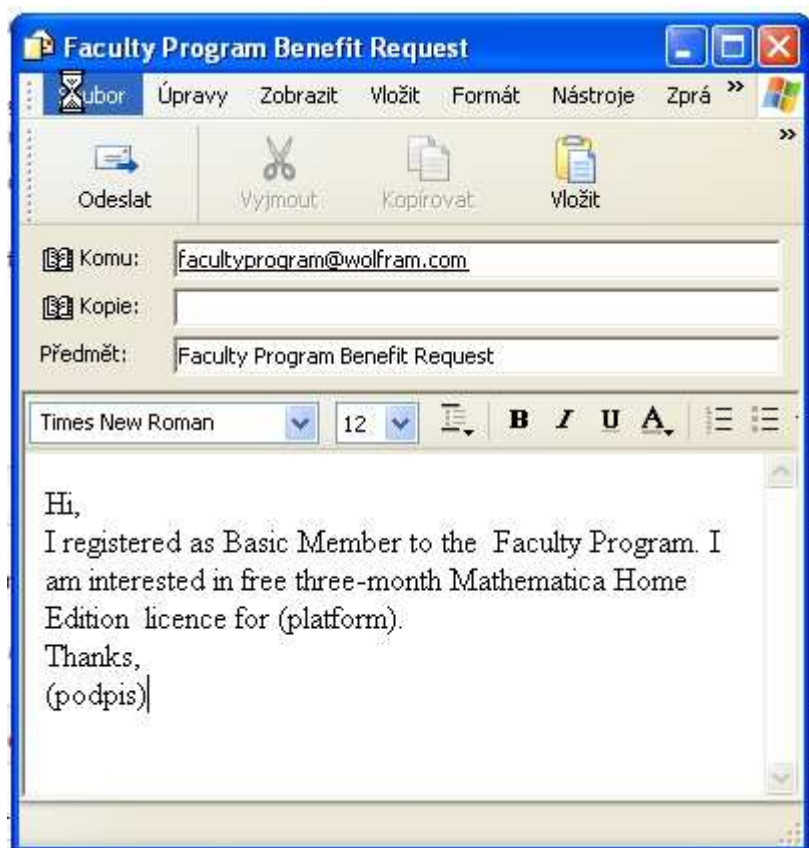 Faculty Program Benefit Request
Soubor Úpravy Zobrazit Vložit Formát Nástroje Zprá »
Odeslat Vyjmout Kopírovat Vložit »
Komu: facultyprogram@wolfram.com
Kopie:
Předmět: Faculty Program Benefit Request
Times New Roman 12 B I U A
Hi,
I registered as Basic Member to the Faculty Program. I
am interested in free three-month Mathematica Home
Edition licence for (platform).
Thanks,
(podpis)